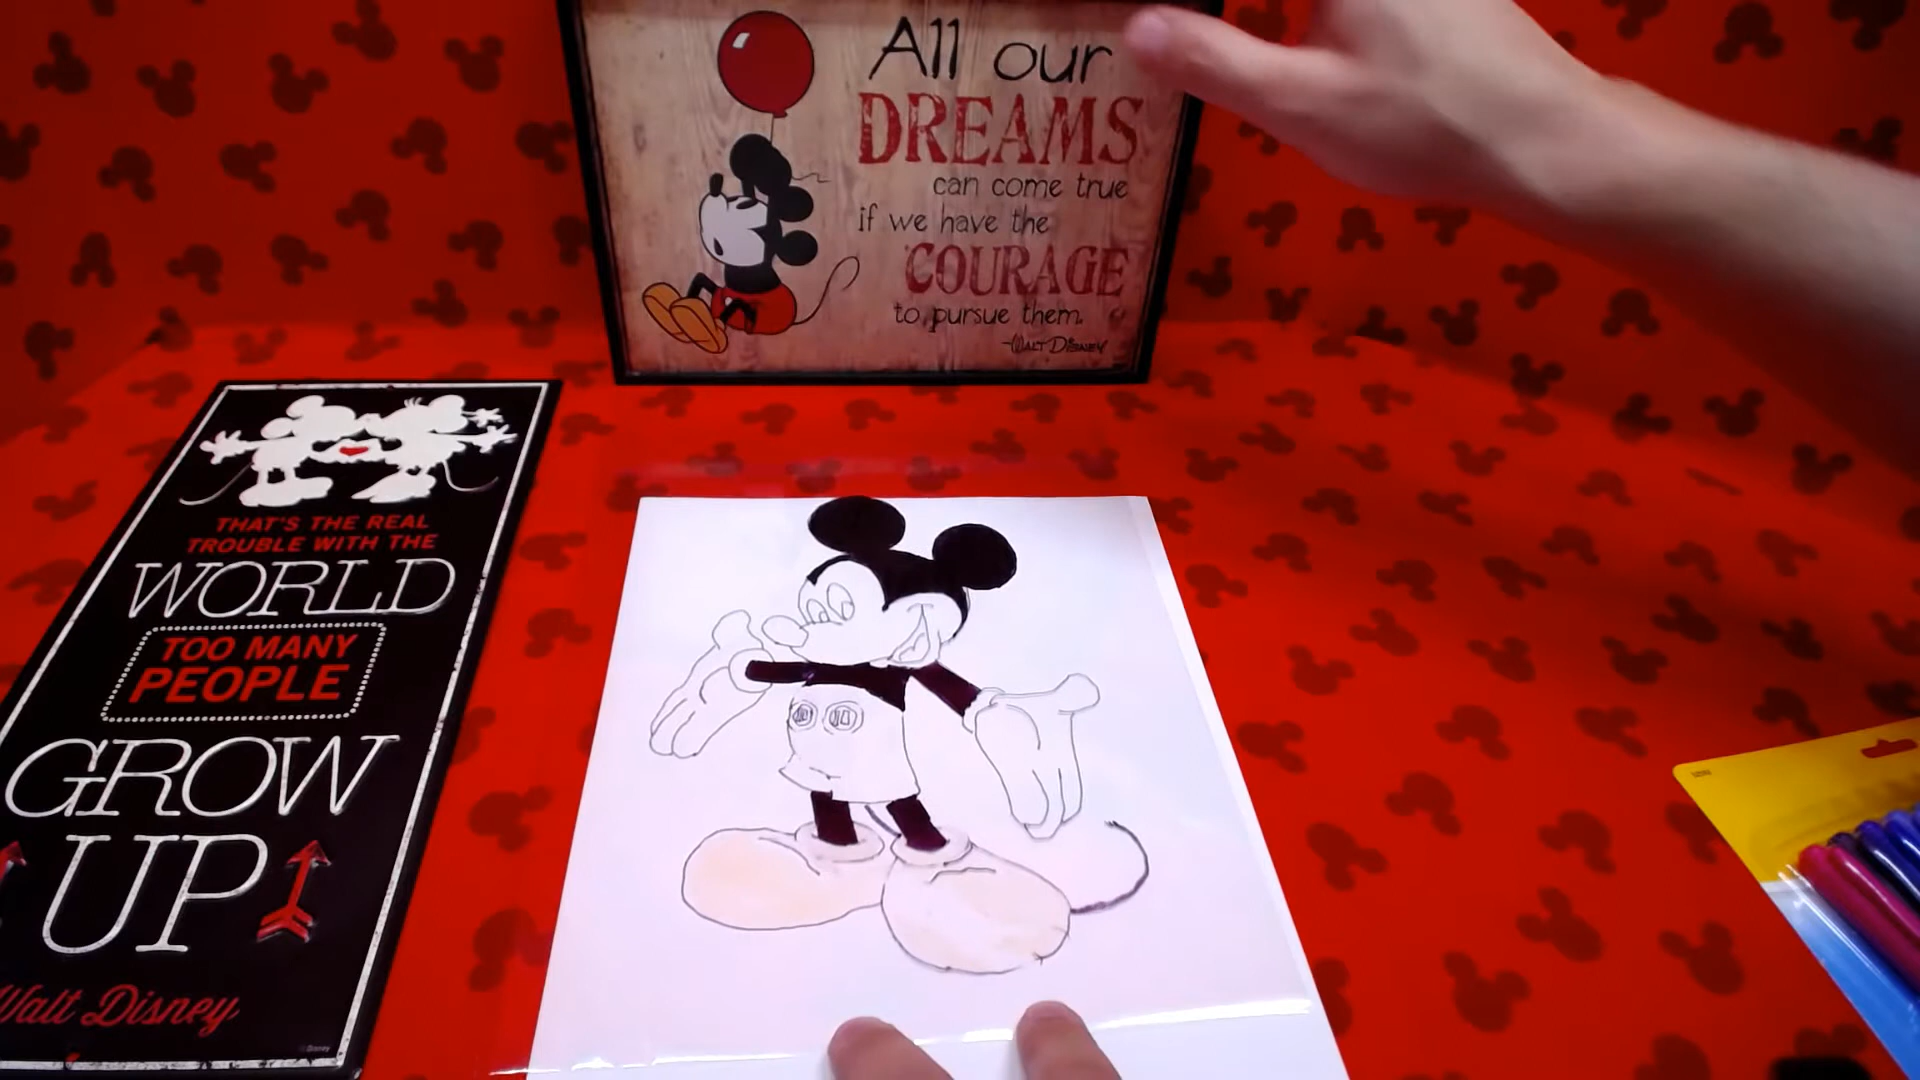 All our
DREAMS
can come true
if we have the
COURAGE
to pursue them.
-WALT DISNEY
THAT'S THE REAL
TROUBLE WITH THE
WORLD
TOO MANY
PEOPLE
GROW
UP
Walt Disney
Disney